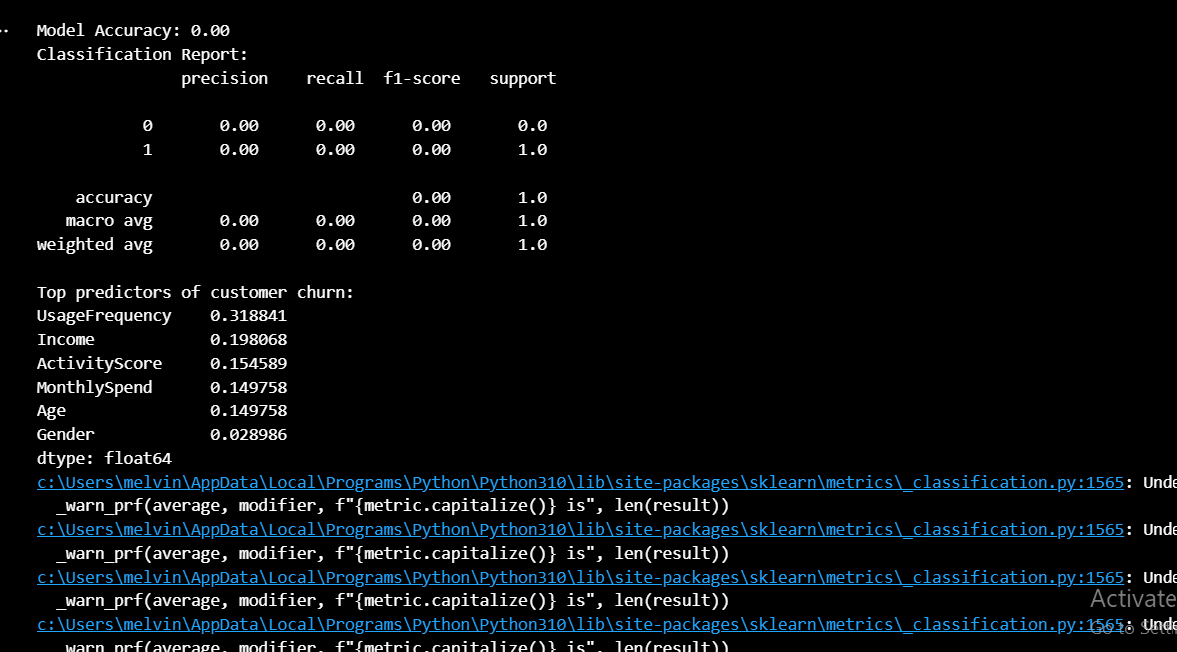 Model Accuracy: 0.00
Classification Report:
precision recall f1-score support
0 0.00 0.00 0.00 0.0
1 0.00 0.00 0.00 1.0
accuracy 0.00 1.0
macro avg 0.00 0.00 0.00 1.0
weighted avg 0.00 0.00 0.00 1.0
Top predictors of customer churn:
UsageFrequency 0.318841
Income 0.198068
ActivityScore 0.154589
MonthlySpend 0.149758
Age 0.149758
Gender 0.028986
dtype: float64
c:\Users\melvin\AppData\Local\Programs\Python\Python310\lib\site-packages\sklearn\metrics\_classification.py:1565: Unde
_warn_prf(average, modifier, f"{metric.capitalize()} is", len(result))
c:\Users\melvin\AppData\Local\Programs\Python\Python310\lib\site-packages\sklearn\metrics\_classification.py:1565: Unde
_warn_prf(average, modifier, f"{metric.capitalize()} is", len(result))
c:\Users\melvin\AppData\Local\Programs\Python\Python310\lib\site-packages\sklearn\metrics\_classification.py:1565: Unde
_warn_prf(average, modifier, f"{metric.capitalize()} is", len(result))
Activate
c:\Users\melvin\AppData\Local\Programs\Python\Python310\lib\site-packages\sklearn\metrics\_classification.py:1565: Unde
Go to Setti
_warn_prf(average, modifier, f"{metric.capitalize()} is", len(result))